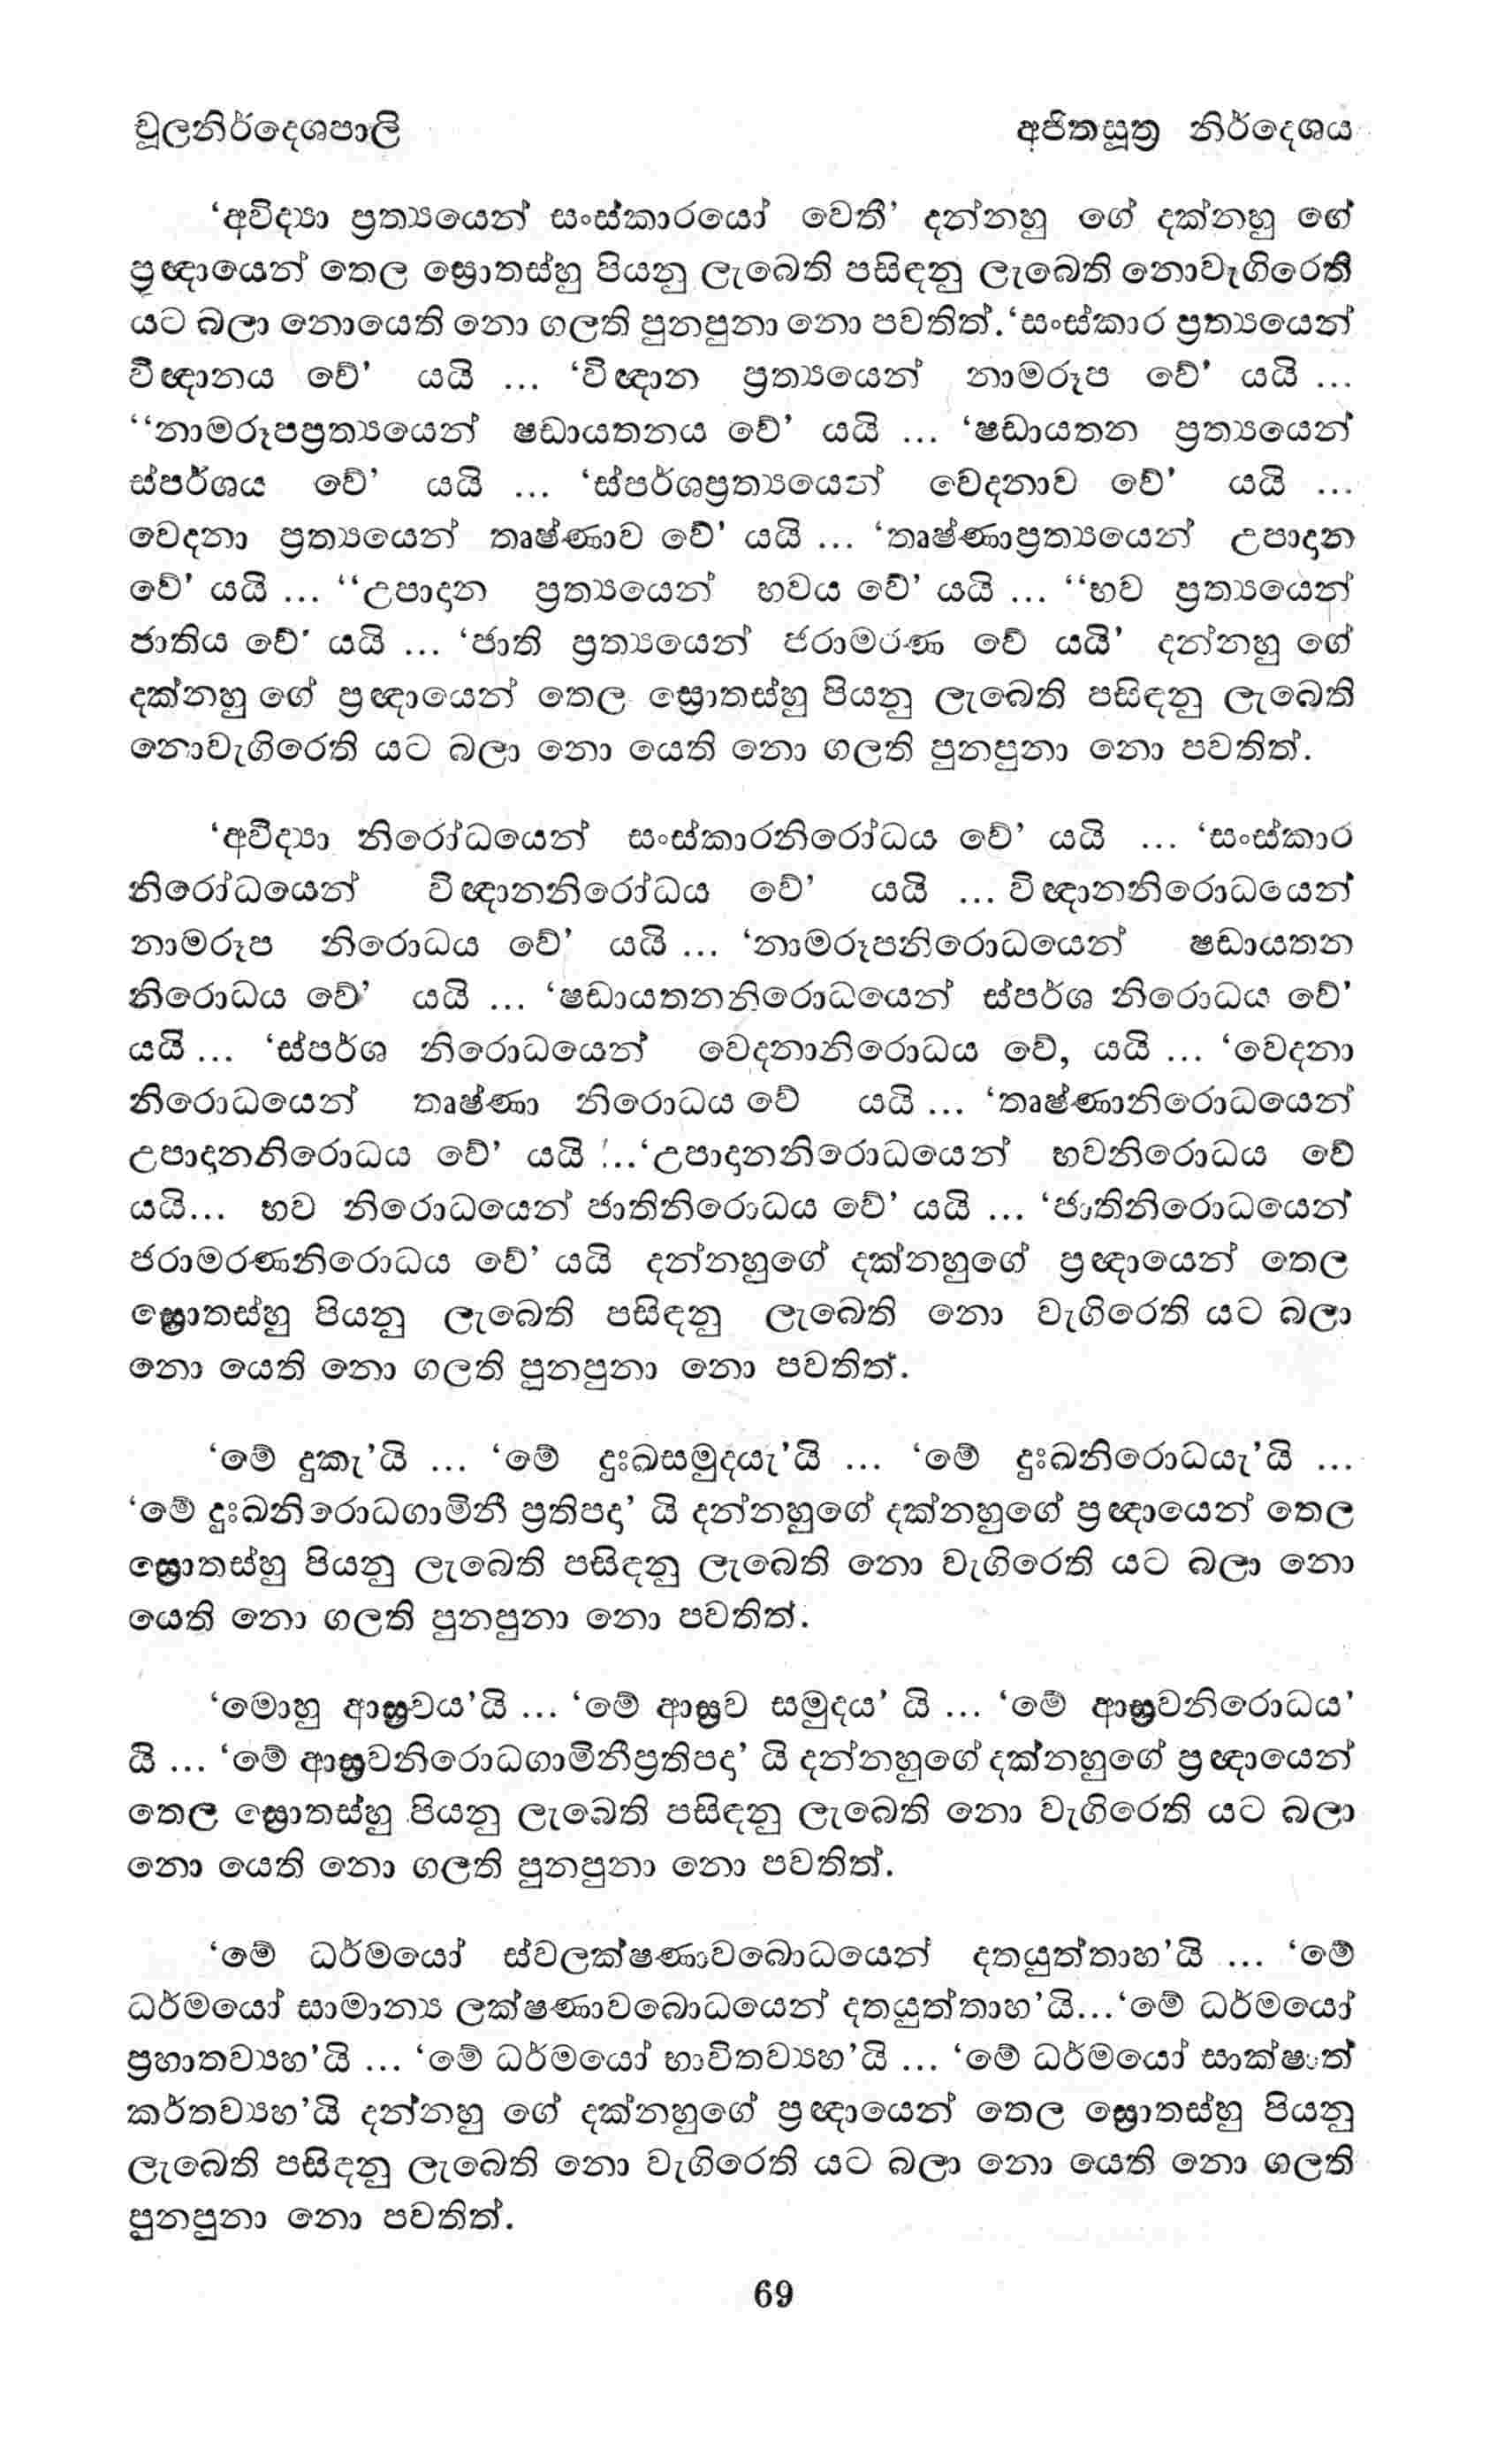 චූලනිර්දෙශපාලි අජිතසූත්‍ර නිර්දෙශය
‘අවිද්‍යා ප්‍රත්‍යයෙන් සංස්කාරයෝ වෙති’ දන්නහු ගේ දක්නහු ගේ
ප්‍රඥායෙන් තෙල ස්‍රොතස්හු පියනු ලැබෙති පසිඳනු ලැබෙති නොවෑගිරෙති
යට බලා නොයෙති නො ගලති පුනපුනා නො පවතිත්.‘සංස්කාර ප්‍රත්‍යයෙන්
විඥානය වේ’ යයි ... ‘විඥාන ප්‍රත්‍යයෙන් නාමරූප වේ’ යයි ...
‘‘නාමරූපප්‍රත්‍යයෙන් ෂඩායතනය වේ’ යයි ... ‘ෂඩායතන ප්‍රත්‍යයෙන්
ස්පර්ශය වේ’ යයි ... ‘ස්පර්ශප්‍රත්‍යයෙන් වේදනාව වේ’ යයි ...
වෙදනා ප්‍රත්‍යයෙන් තෘෂ්ණාව වේ’ යයි ... ‘තෘෂ්ණාප්‍රත්‍යයෙන් උපාදාන
වේ’ යයි ... ‘‘උපාදාන ප්‍රත්‍යයෙන් භවය වේ’ යයි ... ‘‘භව ප්‍රත්‍යයෙන්
ජාතිය වේ’ යයි ... ‘ජාති ප්‍රත්‍යයෙන් ජරාමරණ වේ යයි’ දන්නහු ගේ
දක්නහු ගේ ප්‍රඥායෙන් තෙල ස්‍රොතස්හු පියනු ලැබෙති පසිඳනු ලැබෙති
නොවැගිරෙති යට බලා නො යෙති නො ගලති පුනපුනා නො පවතිත්.
‘අවිද්‍යා නිරෝධයෙන් සංස්කාරනිරෝධය වේ’ යයි ... ‘සංස්කාර
නිරෝධයෙන් විඥානනිරෝධය වේ’ යයි ... විඥානනිරොධයෙන්
නාමරූප නිරොධය වේ’ යයි ... ‘නාමරූපනිරොධයෙන් ෂඩායතන
නිරොධය වේ’ යයි ... ‘ෂඩායතනනිරොධයෙන් ස්පර්ශ නිරොධය වේ’
යයි ... ‘ස්පර්ශ නිරොධයෙන් වෙදනානිරොධය වේ, යයි ... ‘වෙදනා
නිරොධයෙන් තෘෂ්ණා නිරොධය වේ යයි ... ‘තෘෂ්ණානිරොධයෙන්
උපාදානනිරොධය වේ’ යයි ...‘උපාදානනිරොධයෙන් භවනිරොධය වේ
යයි... භව නිරොධයෙන් ජාතිනිරොධය වේ’ යයි ... ‘ජාතිනිරොධයෙන්
ජරාමරණනිරොධය වේ’ යයි දන්නහුගේ දක්නහුගේ ප්‍රඥායෙන් තෙල
ස්‍රොතස්හු පියනු ලැබෙති පසිඳනු ලැබෙති නො වැගිරෙති යට බලා
නො යෙති නො ගලති පුනපුනා නො පවතිත්.
‘මේ දුකැ’යි ... ‘මේ දුඃඛසමුදයැ’යි ... ‘මේ දුඃඛනිරොධයැ’යි ...
‘මේ දුඃඛනිරොධගාමිනී ප්‍රතිපදා’ යි දන්නහුගේ දක්නහුගේ ප්‍රඥායෙන් තෙල
ස්‍රොතස්හු පියනු ලැබෙති පසිඳනු ලැබෙති නො වැගිරෙති යට බලා නො
යෙති නො ගලති පුනපුනා නො පවතිත්.
‘මොහු ආස්‍රවය’යි ... ‘මේ ආස්‍රව සමුදය’ යි ... ‘මේ ආස්‍රවනිරොධය’
යි ... ‘මේ ආස්‍රවනිරොධගාමිනීප්‍රතිපදා’ යි දන්නහුගේ දක්නහුගේ ප්‍රඥායෙන්
තෙල ස්‍රොතස්හු පියනු ලැබෙති පසිඳනු ලැබෙති නො වැගිරෙති යට බලා
නො යෙති නො ගලති පුනපුනා නො පවතිත්.
‘මේ ධර්මයෝ ස්වලක්ෂණාවබොධයෙන් දතයුත්තාහ’යි ... ‘මේ
ධර්මයෝ සාමාන්‍ය ලක්ෂණාවබොධයෙන් දතයුත්තාහ’යි...‘මේ ධර්මයෝ
ප්‍රහාතව්‍යහ’යි ... ‘මේ ධර්මයෝ භාවිතව්‍යහ’යි ... ‘මේ ධර්මයෝ සාක්ෂාත්
කර්තව්‍යහ’යි දන්නහු ගේ දක්නහුගේ ප්‍රඥායෙන් තෙල ස්‍රොතස්හු පියනු
ලැබෙති පසිඳනු ලැබෙති නො වැගිරෙති යට බලා නො යෙති නො ගලති
පුනපුනා නො පවතිත්.
69